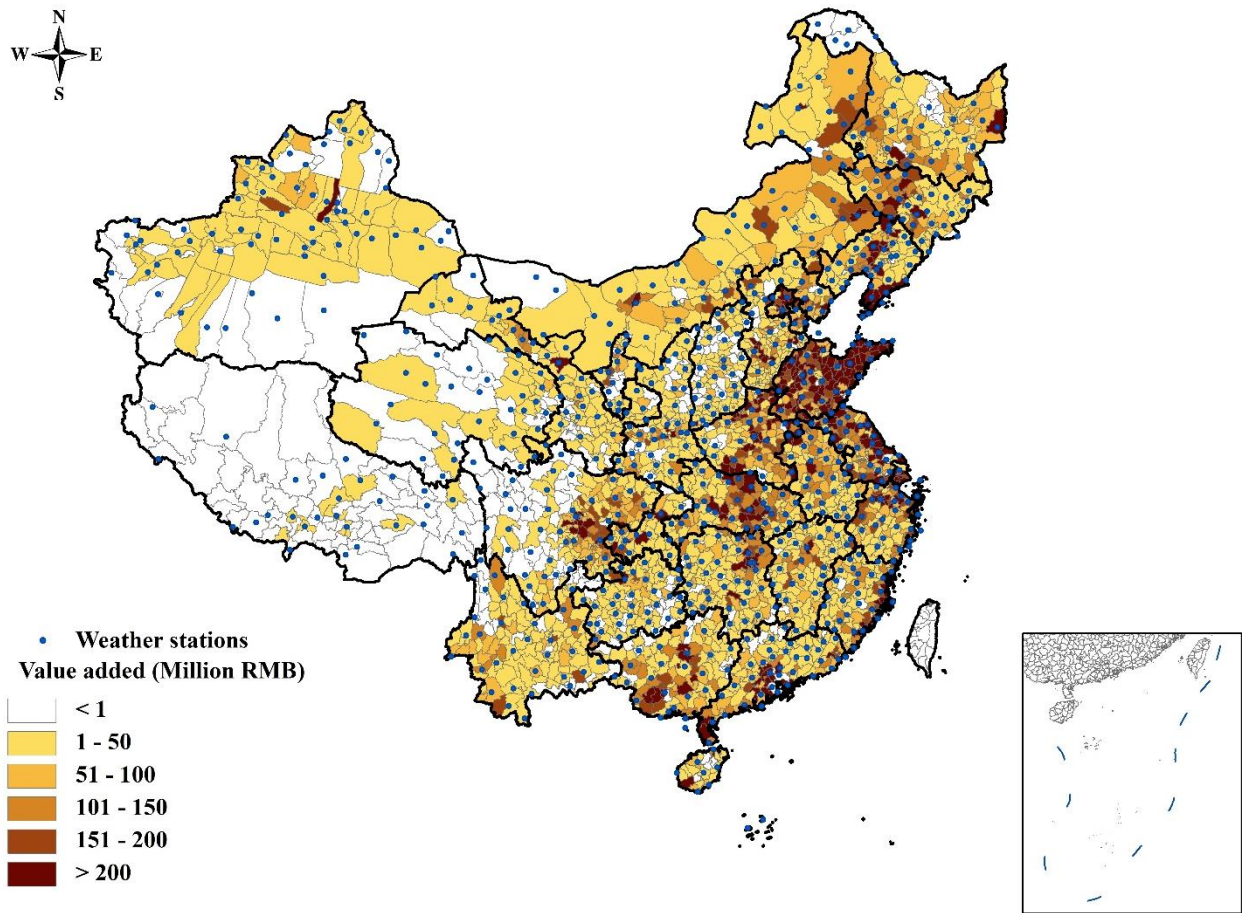 N
W E
S
Weather stations
Value added (Million RMB)
< 1
1 - 50
51 - 100
101 - 150
151 - 200
> 200